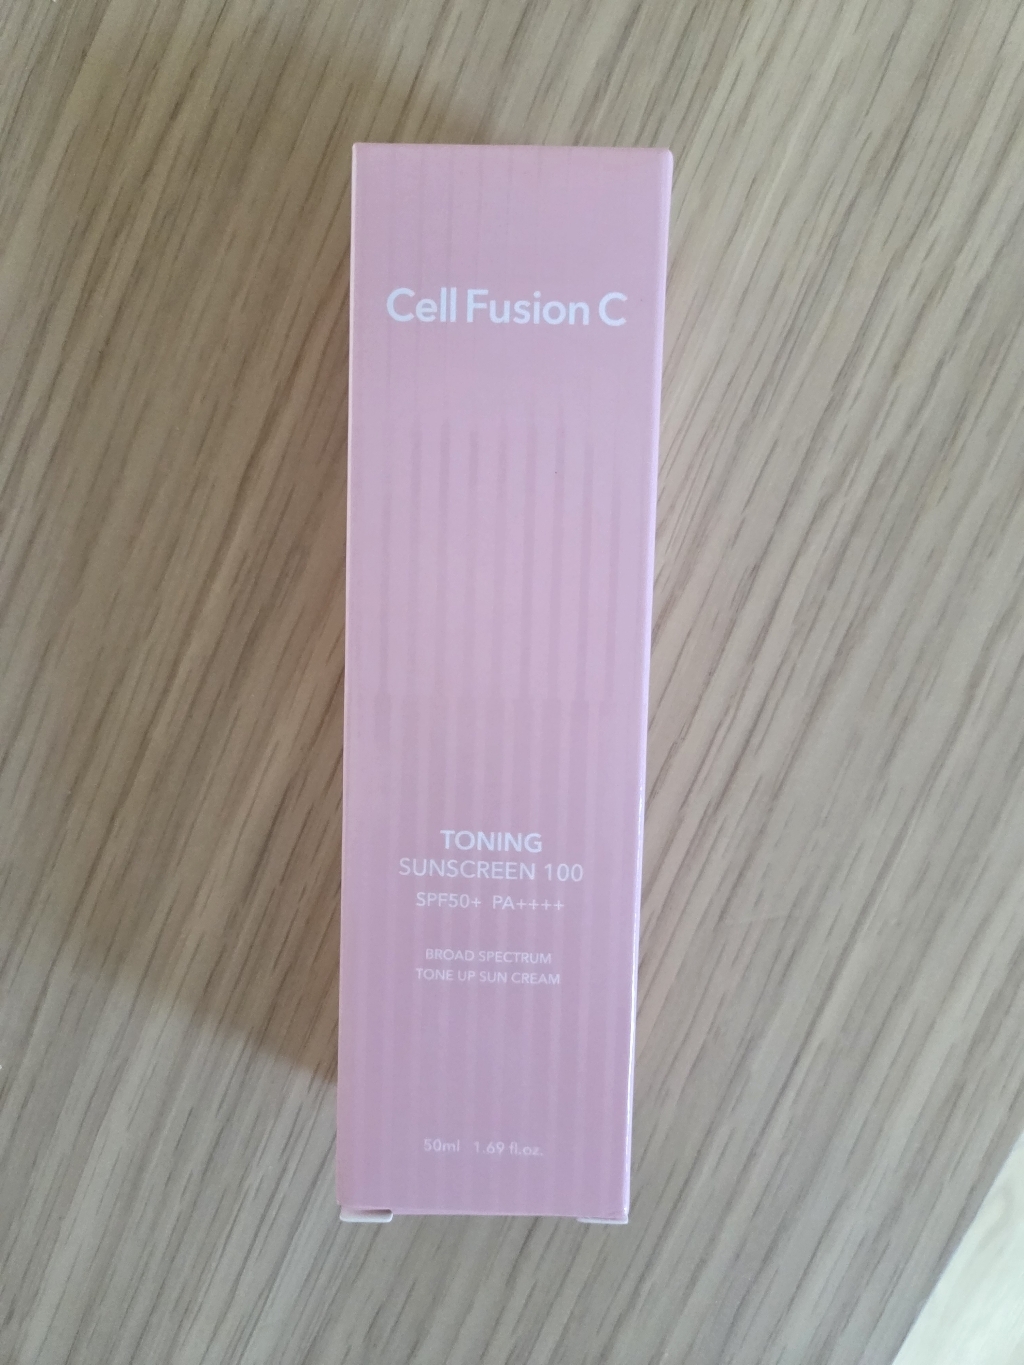 Cell Fusion C
TONING
SUNSCREEN 100
SPF50+ PA++++
BROAD SPECTRUM
TONE UP SUN CREAM
50ml 1.69 fl.oz.